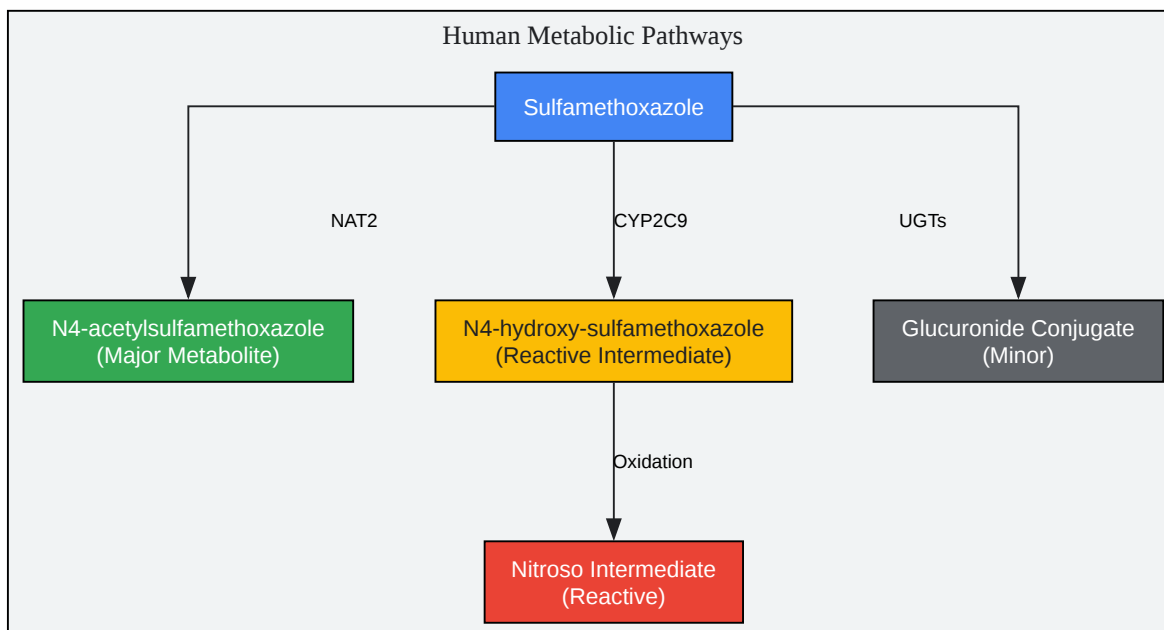 Human Metabolic Pathways
Sulfamethoxazole
NAT2
CYP2C9
UGTs
N4-acetylsulfamethoxazole
(Major Metabolite)
N4-hydroxy-sulfamethoxazole
(Reactive Intermediate)
Glucuronide Conjugate
(Minor)
Oxidation
Nitroso Intermediate
(Reactive)